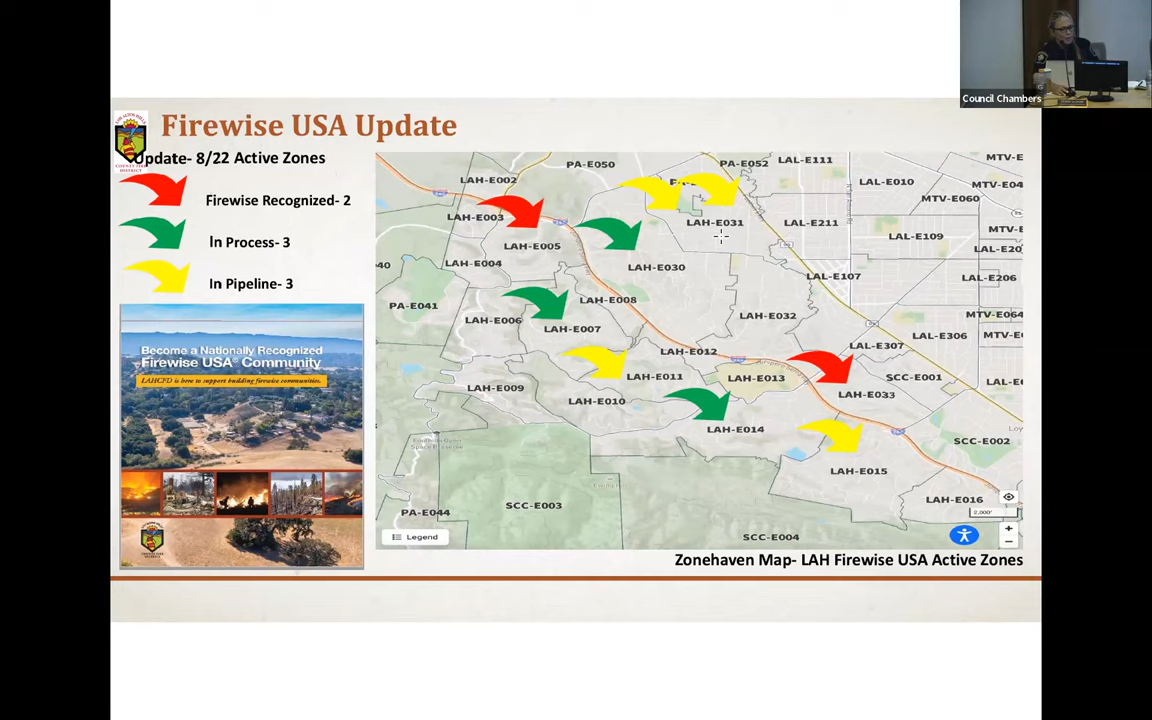 Council Chambers
Firewise USA Update
Update- 8/22 Active Zones
Firewise Recognized- 2
In Process- 3
In Pipeline- 3
Become a Nationally Recognized
Firewise USA® Community
LAHCFD is here to support building firewise communities.
PA-E050
PA-E052
LAL-E111
MTV-E
LAH-E002
LAL-E010
MTV-E04
MTV-E060
LAH-E003
LAH-E031
LAL-E211
MTV-E
LAL-E109
LAH-E005
LAL-E20
40
LAH-E004
LAH-E030
LAL-E107
LAL-E206
PA-E041
LAH-E008
LAH-E006
LAH-E007
LAH-E032
MTV-E064
LAL-E306
MTV-E
LAL-E307
LAH-E012
LAH-E011
LAH-E013
SCC-E001
LAL-E0
LAH-E009
LAH-E010
LAH-E033
LAH-E014
SCC-E002
LAH-E015
LAH-E016
SCC-E003
PA-E044
2,000'
Legend
SCC-E004
Zonehaven Map- LAH Firewise USA Active Zones